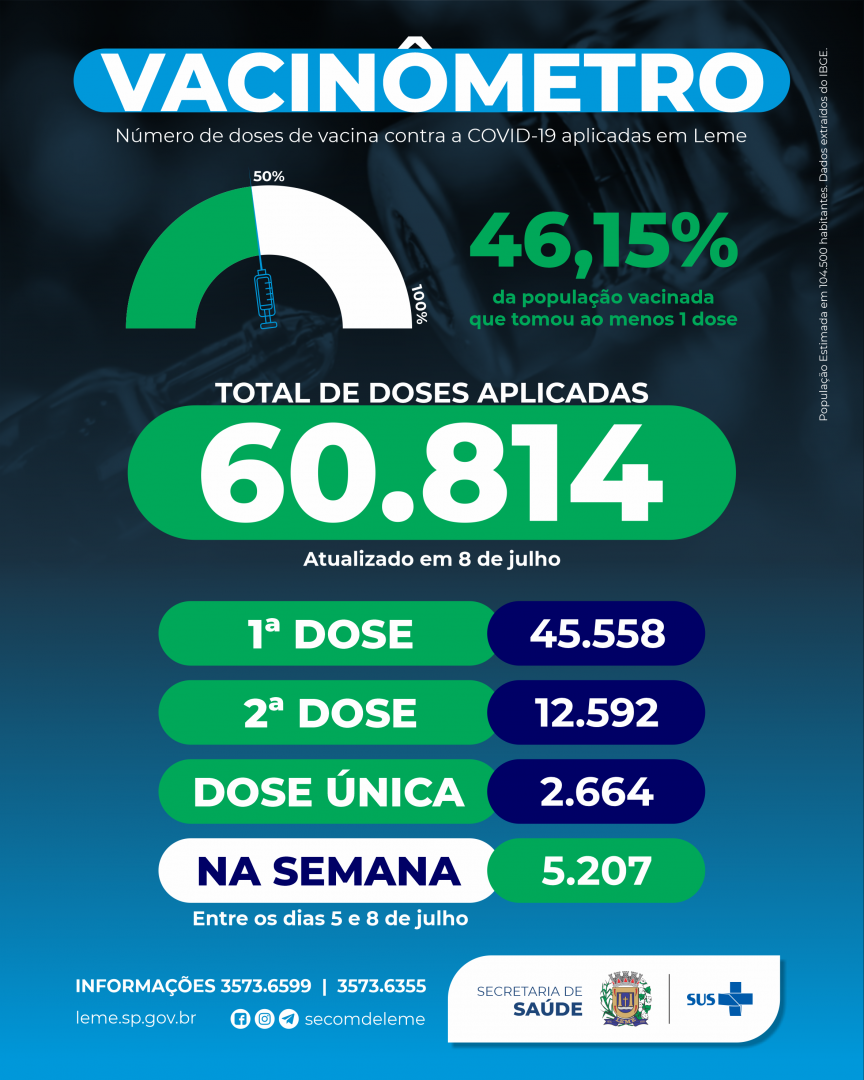 VACINÔMETRO
Número de doses de vacina contra a COVID-19 aplicadas em Leme
50%
100%
46,15%
da população vacinada
que tomou ao menos 1 dose
População Estimada em 104.500 habitantes. Dados extraídos do IBGE.
TOTAL DE DOSES APLICADAS
60.814
Atualizado em 8 de julho
1ª DOSE 45.558
2ª DOSE 12.592
DOSE ÚNICA 2.664
NA SEMANA 5.207
Entre os dias 5 e 8 de julho
INFORMAÇÕES 3573.6599 | 3573.6355
leme.sp.gov.br secomdeleme
SECRETARIA DE
SAÚDE
SUS